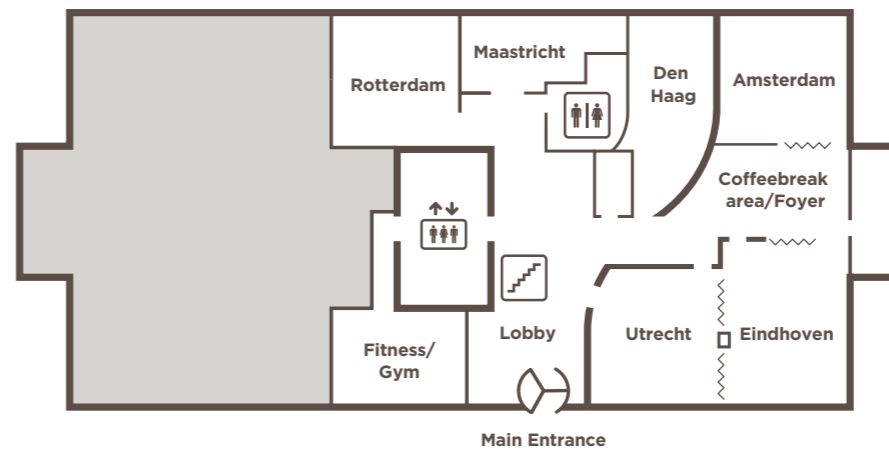 Maastricht
Rotterdam
Den
Haag
Amsterdam
Coffeebreak
area/Foyer
Lobby
Utrecht
Eindhoven
Fitness/
Gym
Main Entrance